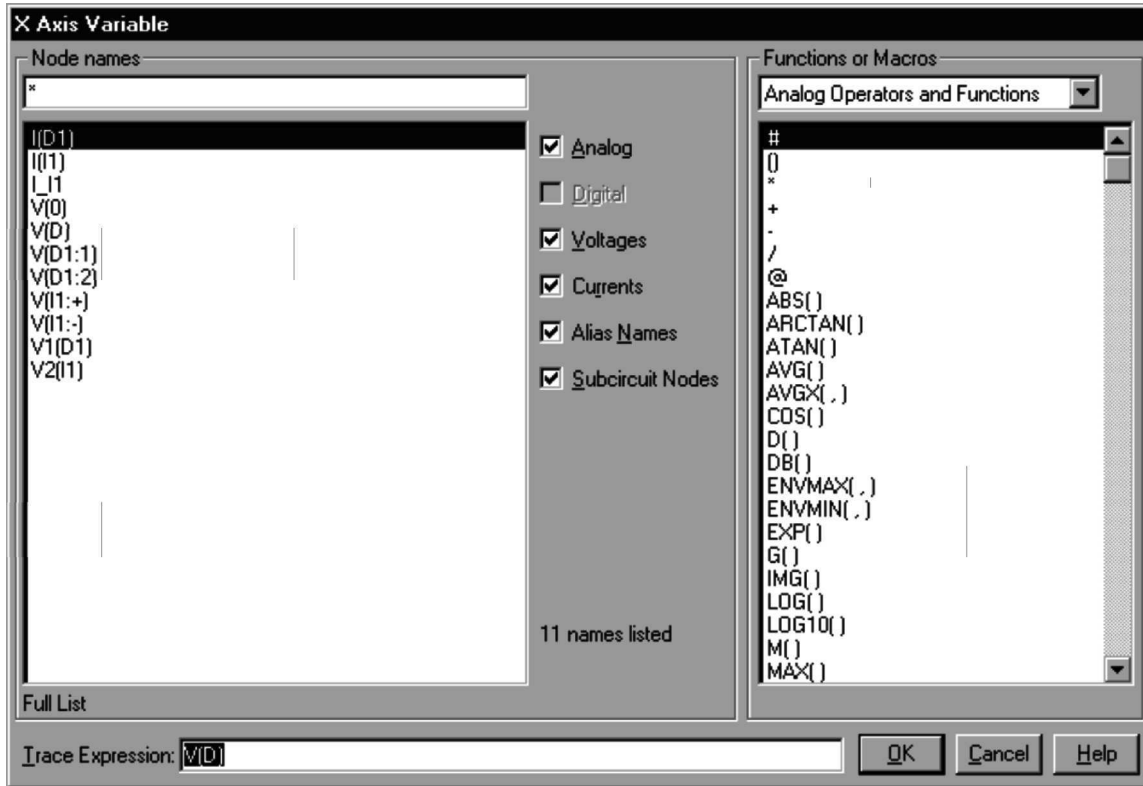 X Axis Variable
Node names
*
I(D1)
I(I1)
I_I1
V(0)
V(D)
V(D1:1)
V(D1:2)
V(I1:+)
V(I1:-)
V1(D1)
V2(I1)
Full List
Analog
Digital
Voltages
Currents
Alias Names
Subcircuit Nodes
11 names listed
Functions or Macros
Analog Operators and Functions
#
()
*
+
-
/
@
ABS( )
ARCTAN( )
ATAN( )
AVG( )
AVGX( , )
COS( )
D( )
DB( )
ENVMAX( , )
ENVMIN( , )
EXP( )
G( )
IMG( )
LOG( )
LOG10( )
M( )
MAX( )
Trace Expression: V(D)
OK Cancel Help